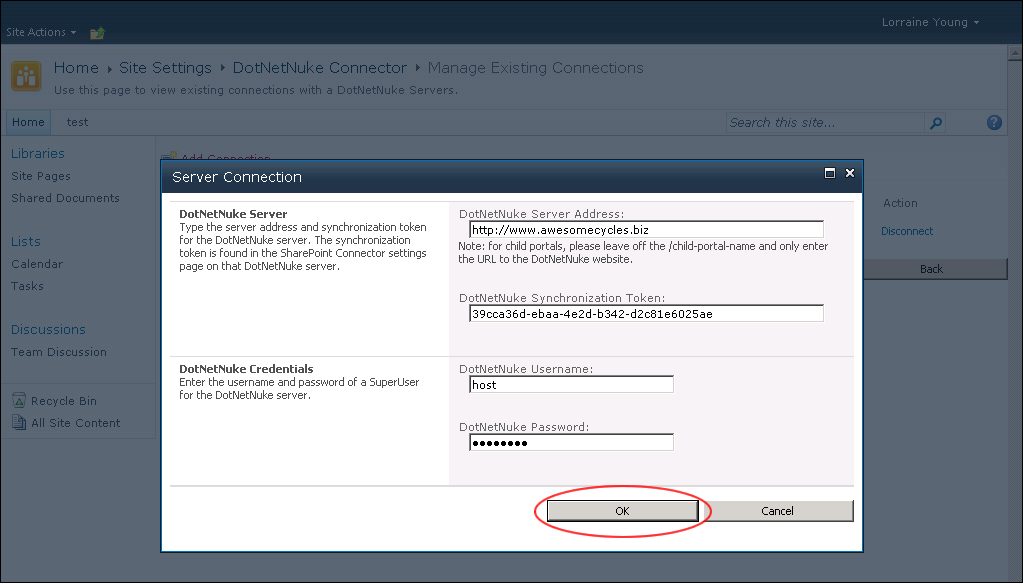 Lorraine Young
Site Actions
Home Site Settings DotNetNuke Connector Manage Existing Connections
Use this page to view existing connections with a DotNetNuke Servers.
Home test
Search this site...
Libraries
Site Pages
Shared Documents
Lists
Calendar
Tasks
Discussions
Team Discussion
Recycle Bin
All Site Content
Add Connection
Action
Disconnect
Back
Server Connection
DotNetNuke Server
Type the server address and synchronization token
for the DotNetNuke server. The synchronization
token is found in the SharePoint Connector settings
page on that DotNetNuke server.
DotNetNuke Server Address:
http://www.awesomecycles.biz
Note: for child portals, please leave off the /child-portal-name and only enter
the URL to the DotNetNuke website.
DotNetNuke Synchronization Token:
39cca36d-ebaa-4e2d-b342-d2c81e6025ae
DotNetNuke Credentials
Enter the username and password of a SuperUser
for the DotNetNuke server.
DotNetNuke Username:
host
DotNetNuke Password:
●●●●●●●●
OK Cancel